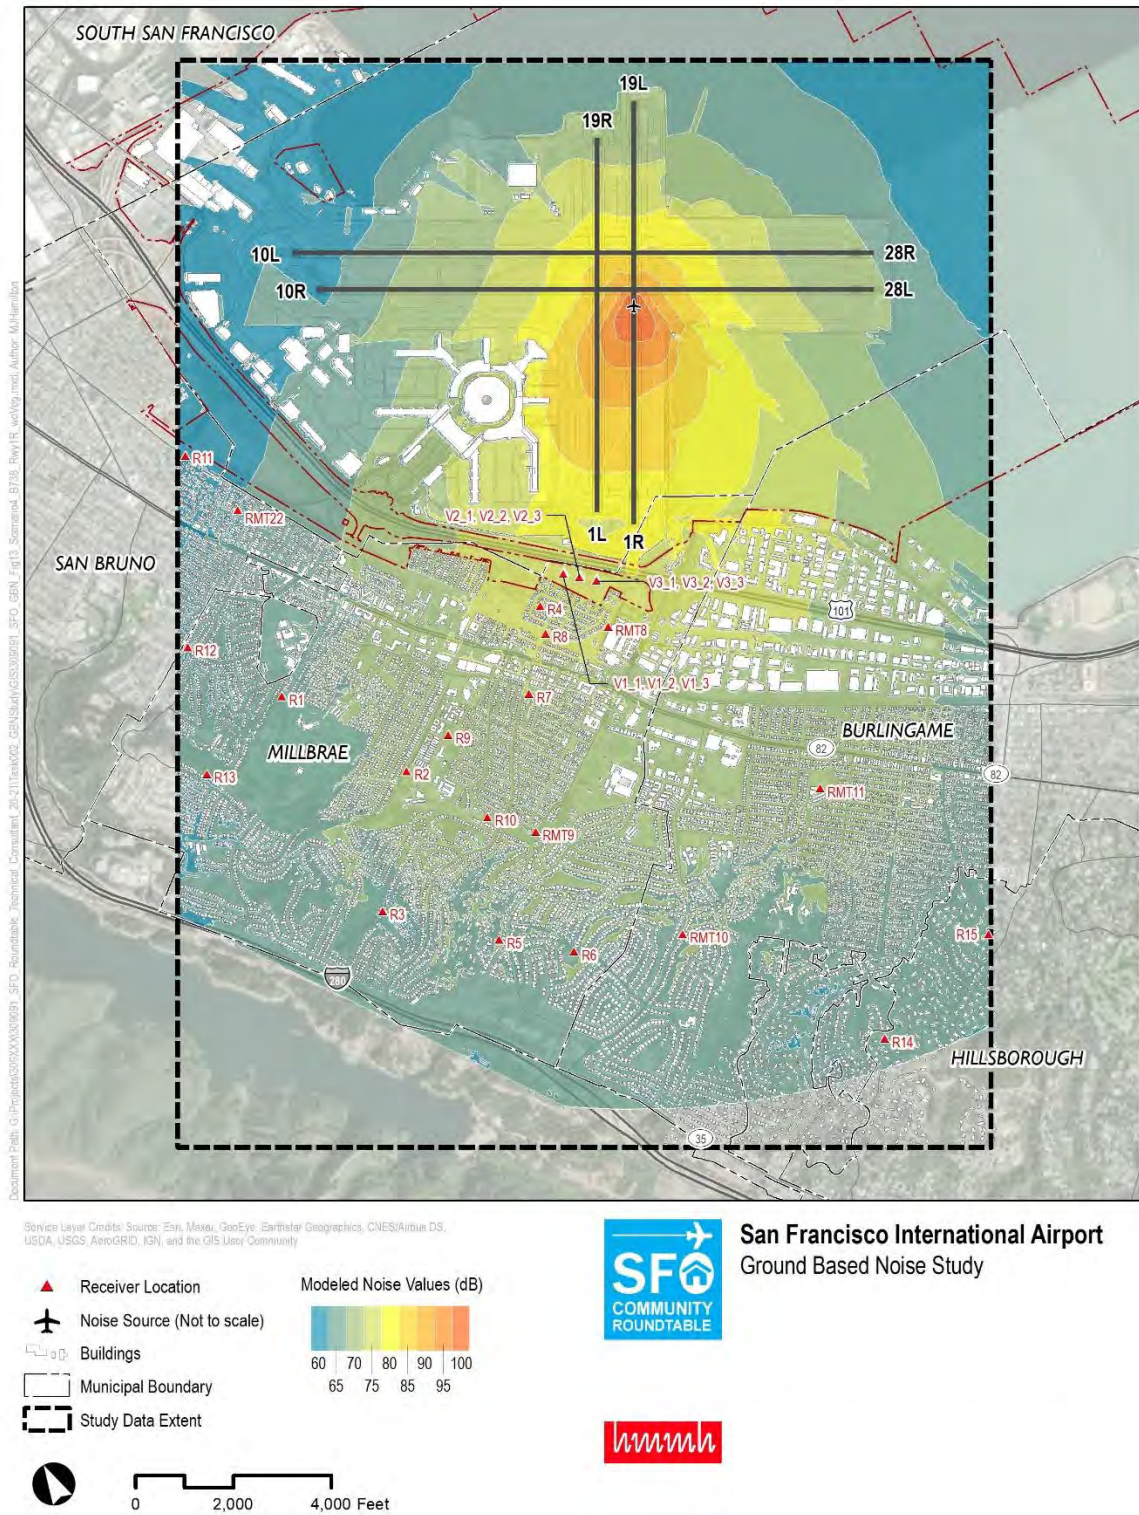 SOUTH SAN FRANCISCO
19L
19R
10L
28R
10R
28L
R11
RMT22
V2_1, V2_2, V2_3
1L
1R
SAN BRUNO
V3_1, V3_2, V3_3
R4
101
RMT8
R8
R12
V1_1, V1_2, V1_3
R1
R7
BURLINGAME
R9
MILLBRAE
82
R2
R13
82
RMT11
R10
RMT9
R3
R5
RMT10
R15
R6
280
R14
HILLSBOROUGH
35
Service Layer Credits: Source: Esri, Maxar, GeoEye, Earthstar Geographics, CNES/Airbus DS,
USDA, USGS, AeroGRID, IGN, and the GIS User Community
San Francisco International Airport
Ground Based Noise Study
SFO
COMMUNITY
ROUNDTABLE
Receiver Location
Noise Source (Not to scale)
Buildings
Municipal Boundary
Study Data Extent
Modeled Noise Values (dB)
60 70 80 90 100
65 75 85 95
hmmh
0 2,000 4,000 Feet